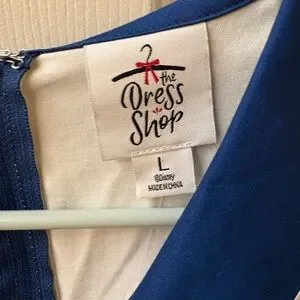 the
Dress
Shop
L
©Disney
MADE IN CHINA